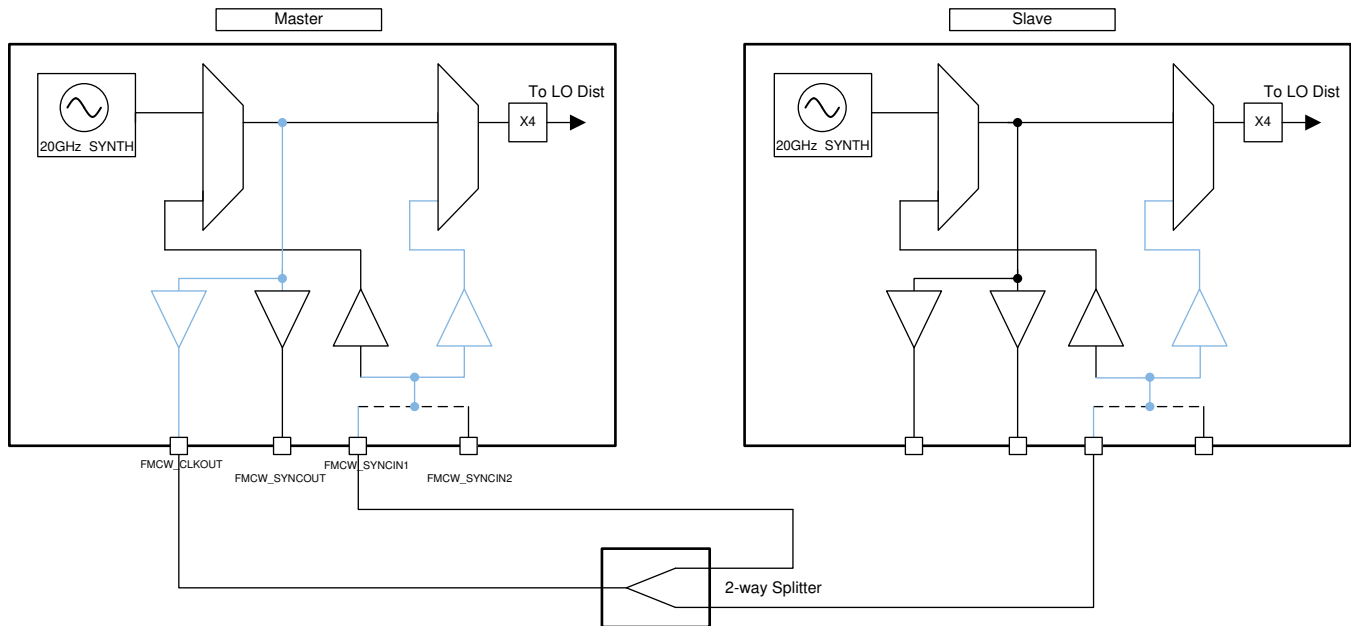 Master
Slave
To LO Dist
To LO Dist
X4
X4
20GHz SYNTH
20GHz SYNTH
FMCW_CLKOUT
FMCW_SYNCOUT
FMCW_SYNCIN1
FMCW_SYNCIN2
2-way Splitter